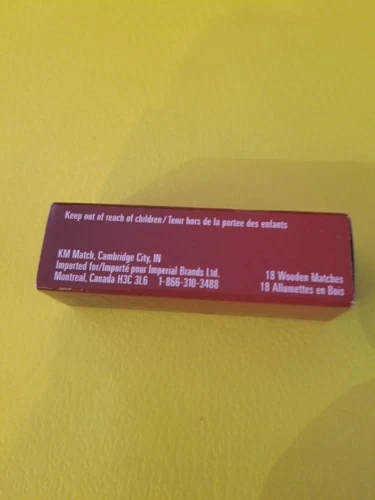 Keep out of reach of children/Tenir hors de la portee des enfants
KM Match, Cambridge City, IN
Imported for/Importé pour Imperial Brands Ltd.
Montreal, Canada H3C 3L6 1-866-310-3488
18 Wooden Matches
18 Allumettes en Bois